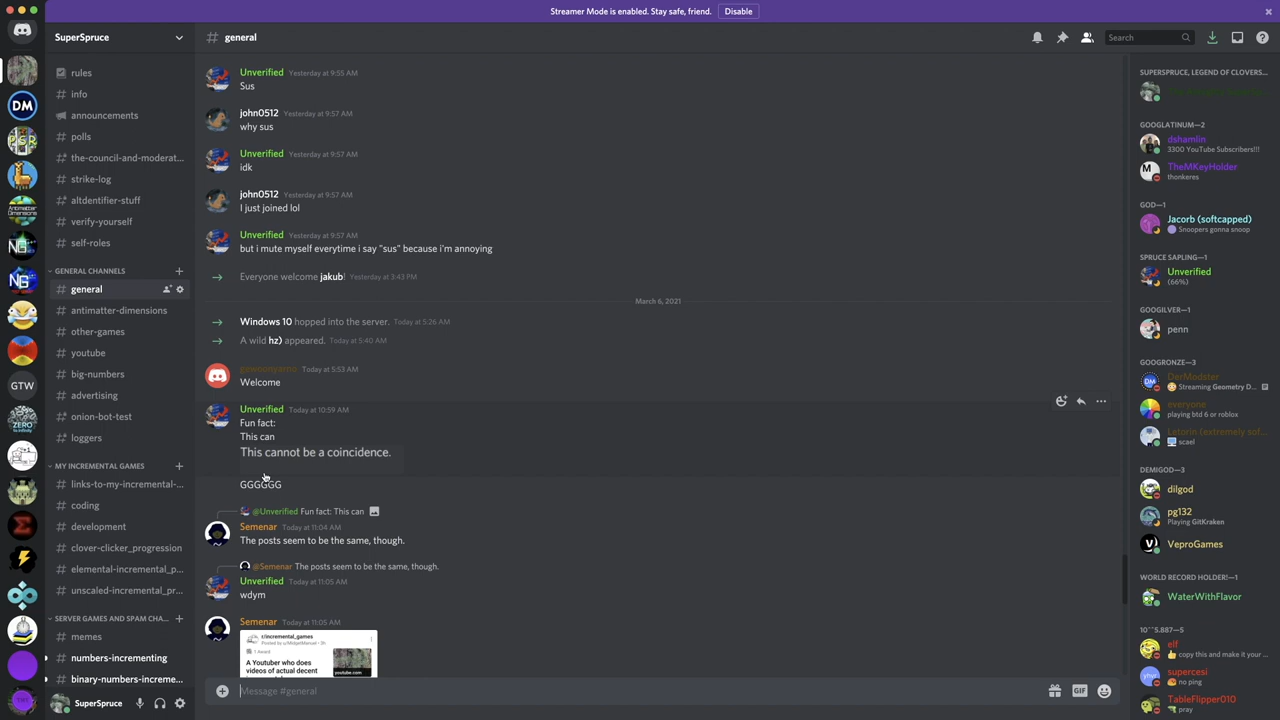 Streamer Mode is enabled. Stay safe, friend. Disable
SuperSpruce
general
Search
rules
info
announcements
polls
the-council-and-moderat...
strike-log
altdentifier-stuff
verify-yourself
self-roles
GENERAL CHANNELS
general
antimatter-dimensions
other-games
youtube
big-numbers
advertising
onion-bot-test
loggers
MY INCREMENTAL GAMES
links-to-my-incremental-...
coding
development
clover-clicker_progression
elemental-incremental_p...
unscaled-incremental_pr...
SERVER GAMES AND SPAM CHA...
memes
numbers-incrementing
binary-numbers-increme...
SuperSpruce
DM
NG
NG
GTW
ZERO
Unverified Yesterday at 9:55 AM
Sus
john0512 Yesterday at 9:57 AM
why sus
Unverified Yesterday at 9:57 AM
idk
john0512 Yesterday at 9:57 AM
I just joined lol
Unverified Yesterday at 9:57 AM
but i mute myself everytime i say "sus" because i'm annoying
Everyone welcome jakub! Yesterday at 3:43 PM
March 6, 2021
Windows 10 hopped into the server. Today at 5:26 AM
A wild hz) appeared. Today at 5:40 AM
Today at 5:53 AM
Welcome
Unverified Today at 10:59 AM
Fun fact:
This can
This cannot be a coincidence.
GGGGGG
@Unverified Fun fact: This can
Semenar Today at 11:04 AM
The posts seem to be the same, though.
@Semenar The posts seem to be the same, though.
Unverified Today at 11:05 AM
wdym
Semenar Today at 11:05 AM
r/incremental_games
A Youtuber who does
videos of actual decent
youtube.com
Message #general
GIF
SUPERSPRUCE, LEGEND OF CLOVERS...
GOOGLATINUM—2
dshamlin
3300 YouTube Subscribers!!!
TheMKeyHolder
thonkeres
GOD—1
Jacorb (softcapped)
Snoopers gonna snoop
SPRUCE SAPLING—1
Unverified
(66%)
GOOGILVER—1
penn
GOOGRONZE—3
DerModster
Streaming Geometry D...
everyone
playing btd 6 or roblox
Letorin (extremely sof...
scael
DEMIGOD—3
dilgod
pg132
Playing GitKraken
VeproGames
WORLD RECORD HOLDER!—1
WaterWithFlavor
10^^5.887—5
elf
copy this and make it your ...
supercesi
no ping
TableFlipper010
pray